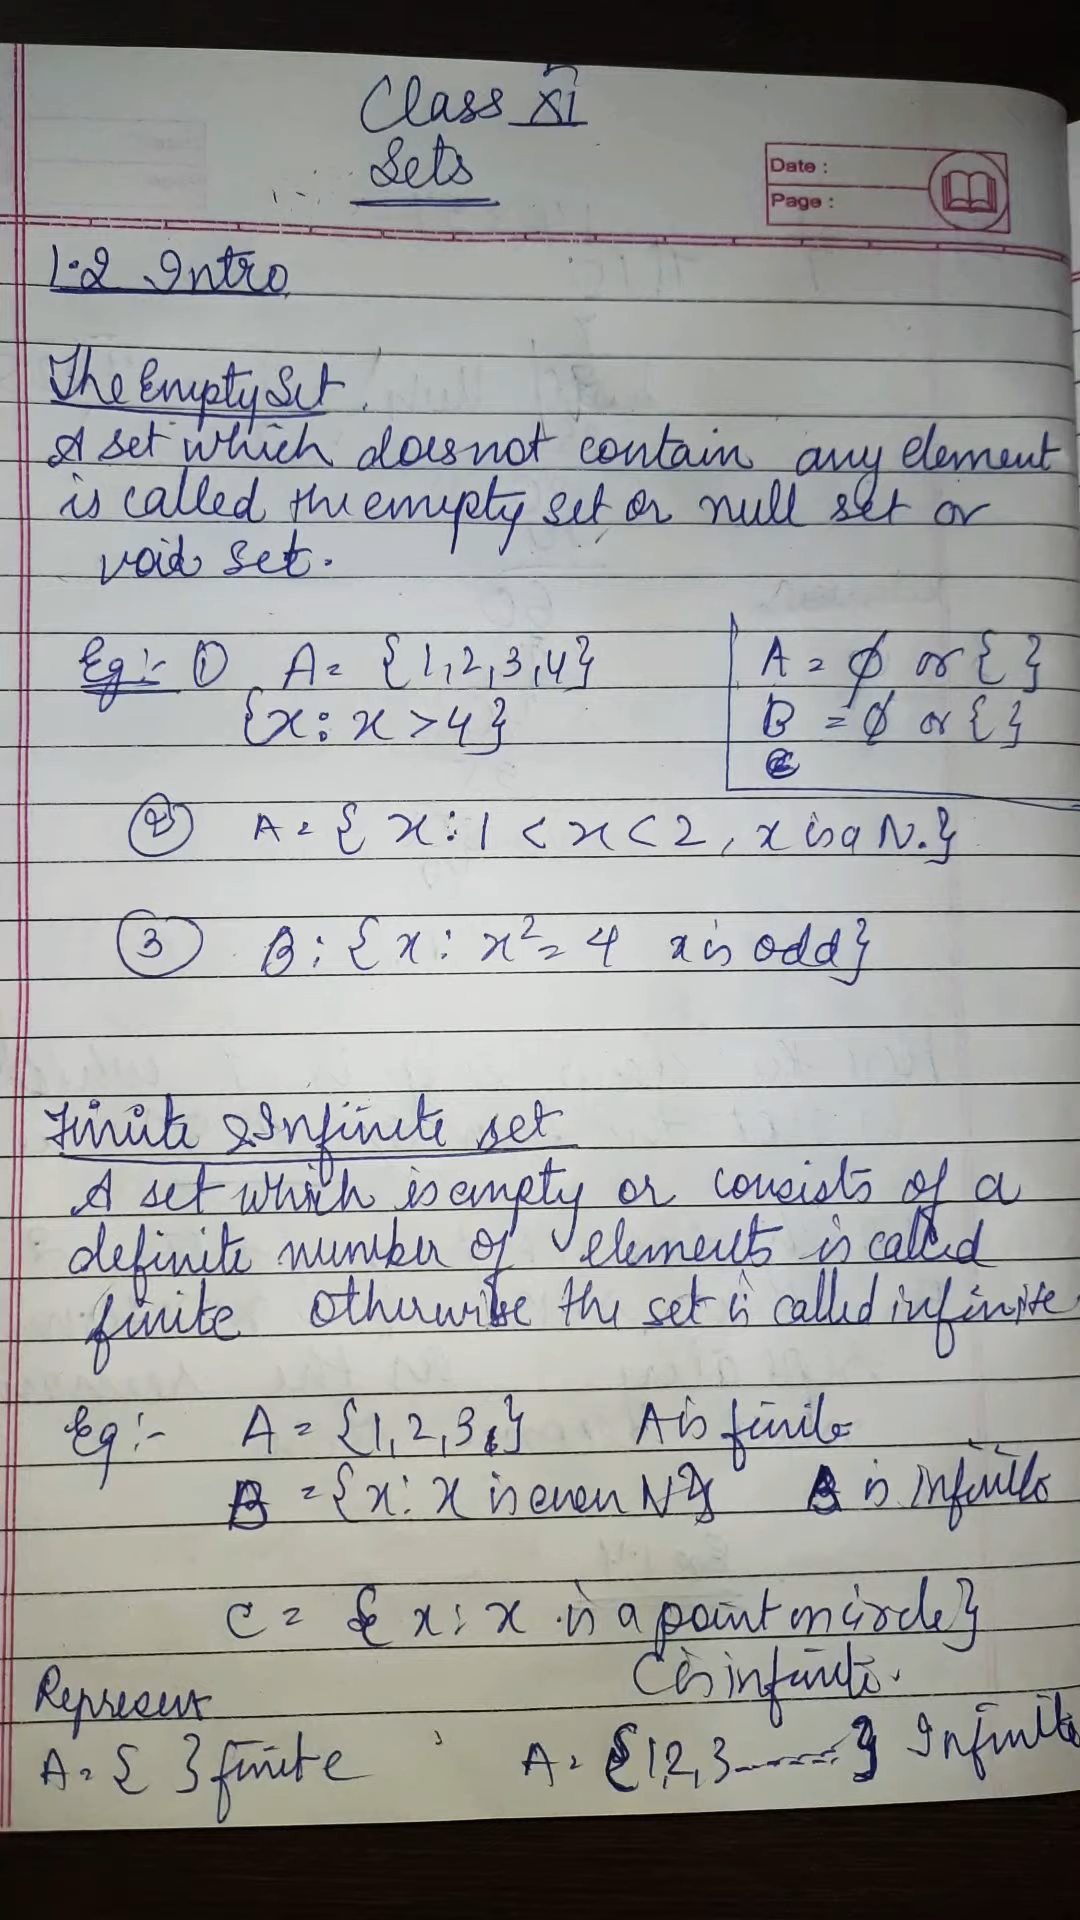 Class XI
Sets
Date :
Page :
1.2 Intro
The Empty Set.
A set which does not contain any element
is called the empty set or null set or
void set.
Eg:- ① A = {1,2,3,4}
{x : x > 4}
A = ϕ or { }
B = ϕ or { }
C
② A = { x : 1 < x < 2, x is a N.}
③ B : {x : x² = 4 x is odd}
Finite & Infinite set
A set which is empty or consists of a
definite number of elements is called
finite otherwise the set is called infinite
Eg:- A = {1, 2, 3,} A is finite
B = {x : x is even N} B is Infinite
C = { x : x is a point on circle}
C is infinite.
Represent
A = { } finite , A = {1,2,3------} Infinite